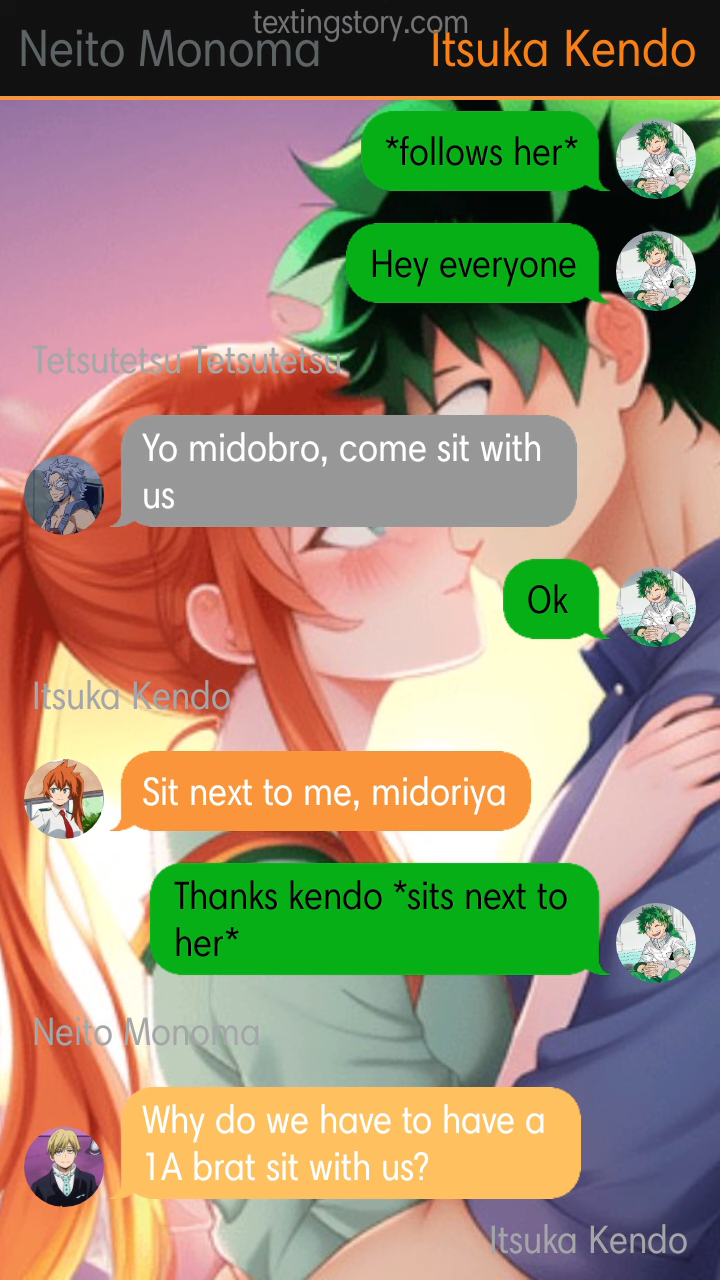 textingstory.com
Neito Monoma
Itsuka Kendo
*follows her*
Hey everyone
Tetsutetsu Tetsutetsu
Yo midobro, come sit with
us
Ok
Itsuka Kendo
Sit next to me, midoriya
Thanks kendo *sits next to
her*
Neito Monoma
Why do we have to have a
1A brat sit with us?
Itsuka Kendo